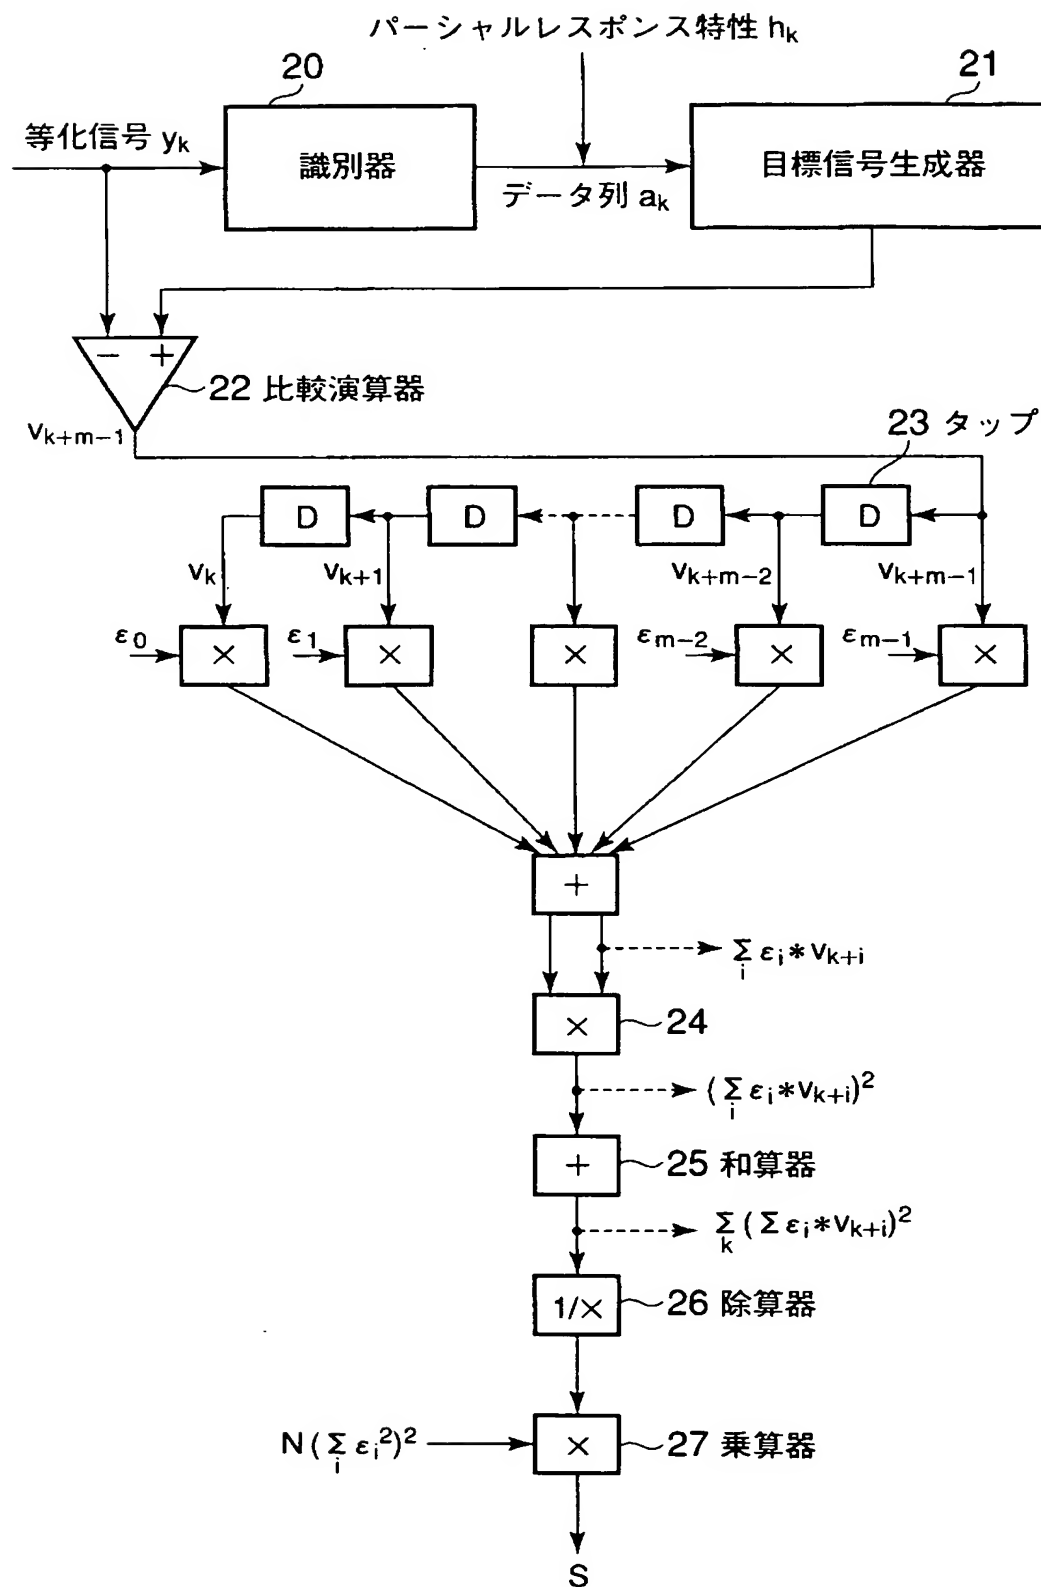 パーシャルレスポンス特性 hk
20
21
等化信号 yk
識別器
データ列 ak
目標信号生成器
− +
22 比較演算器
vk+m−1
23 タップ
D D D D
vk vk+1 vk+m−2 vk+m−1
ε0 × ε1 × × εm−2 × εm−1 ×
+
Σ i εi * vk+i
× 24
(Σ i εi * vk+i)²
+ 25 和算器
Σ k (Σ εi * vk+i)²
1/× 26 除算器
N (Σ i εi²)² × 27 乗算器
S